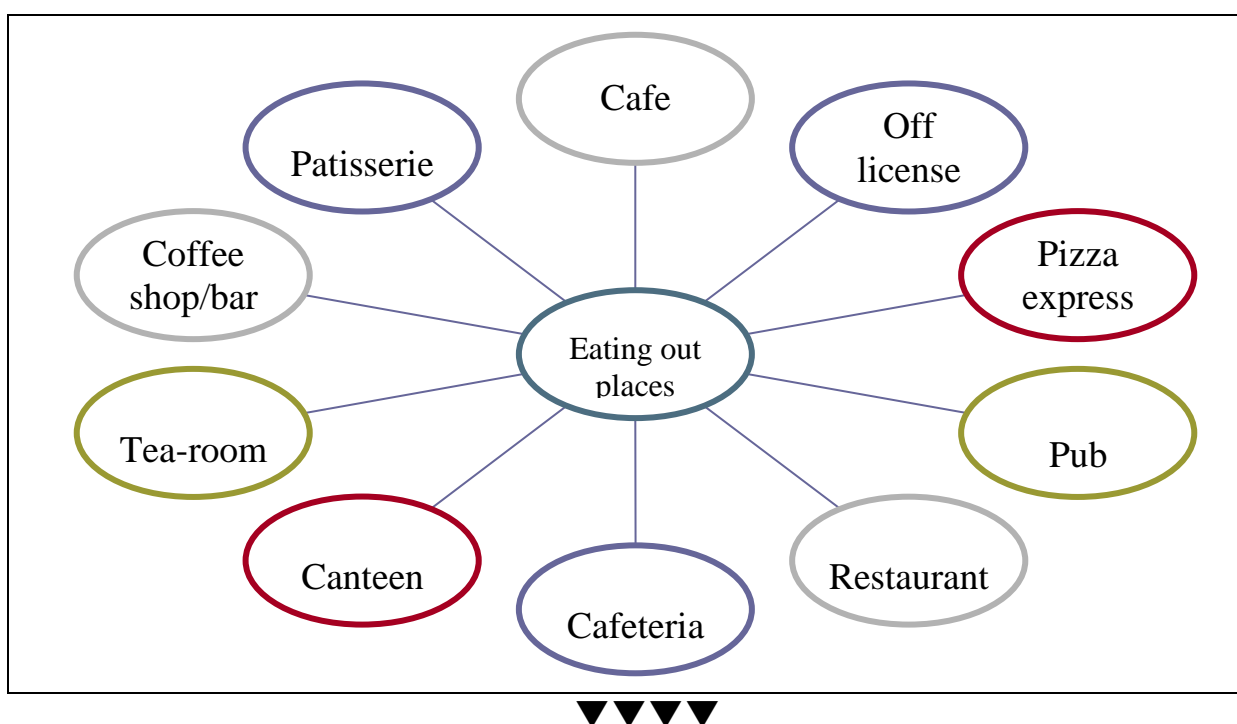 Cafe
Off
license
Patisserie
Coffee
shop/bar
Pizza
express
Eating out
places
Tea-room
Pub
Canteen
Restaurant
Cafeteria